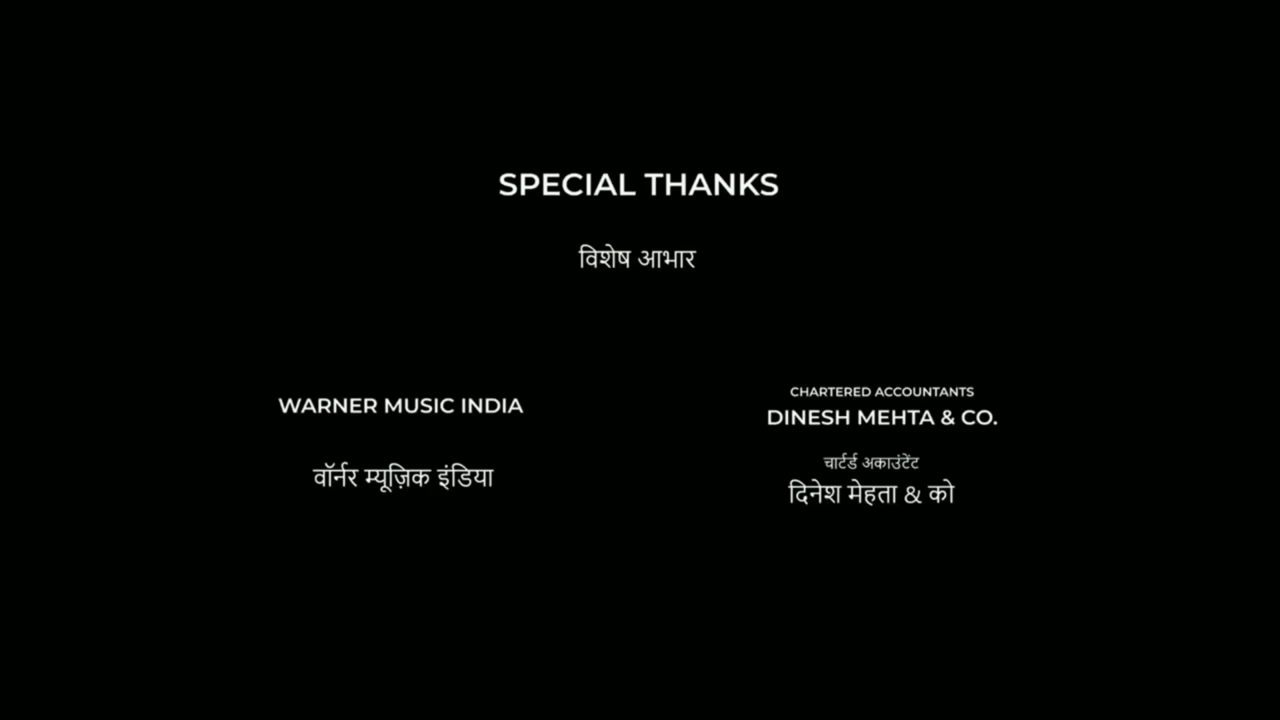 SPECIAL THANKS
विशेष आभार
WARNER MUSIC INDIA
वॉर्नर म्यूज़िक इंडिया
CHARTERED ACCOUNTANTS
DINESH MEHTA & CO.
चार्टर्ड अकाउंटेंट
दिनेश मेहता & को